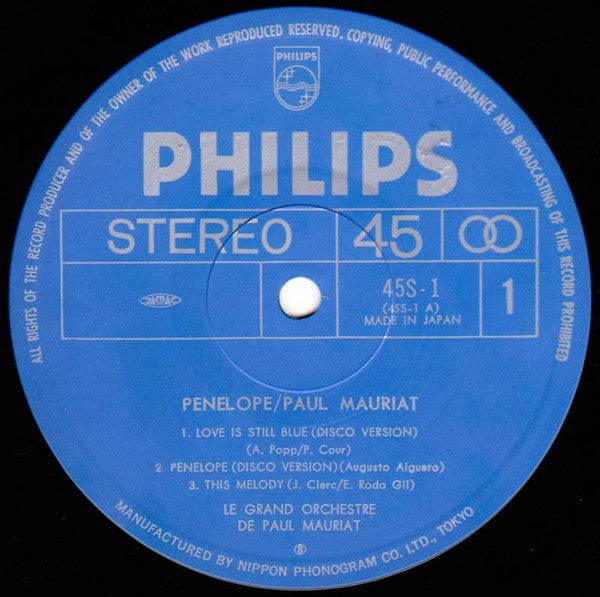 ALL RIGHTS OF THE RECORD PRODUCER AND OF THE OWNER OF THE WORK REPRODUCED RESERVED. COPYING, PUBLIC PERFORMANCE AND BROADCASTING OF THIS RECORD PROHIBITED
PHILIPS
PHILIPS
STEREO 45
JASRAC 45S-1 1
(45S-1 A)
MADE IN JAPAN
PENELOPE/PAUL MAURIAT
1. LOVE IS STILL BLUE (DISCO VERSION)
(A. Popp/P. Cour)
2. PENELOPE (DISCO VERSION) (Augusto Alguero)
3. THIS MELODY (J. Clerc/E. Roda Gil)
LE GRAND ORCHESTRE
DE PAUL MAURIAT
MANUFACTURED BY NIPPON PHONOGRAM CO. LTD., TOKYO